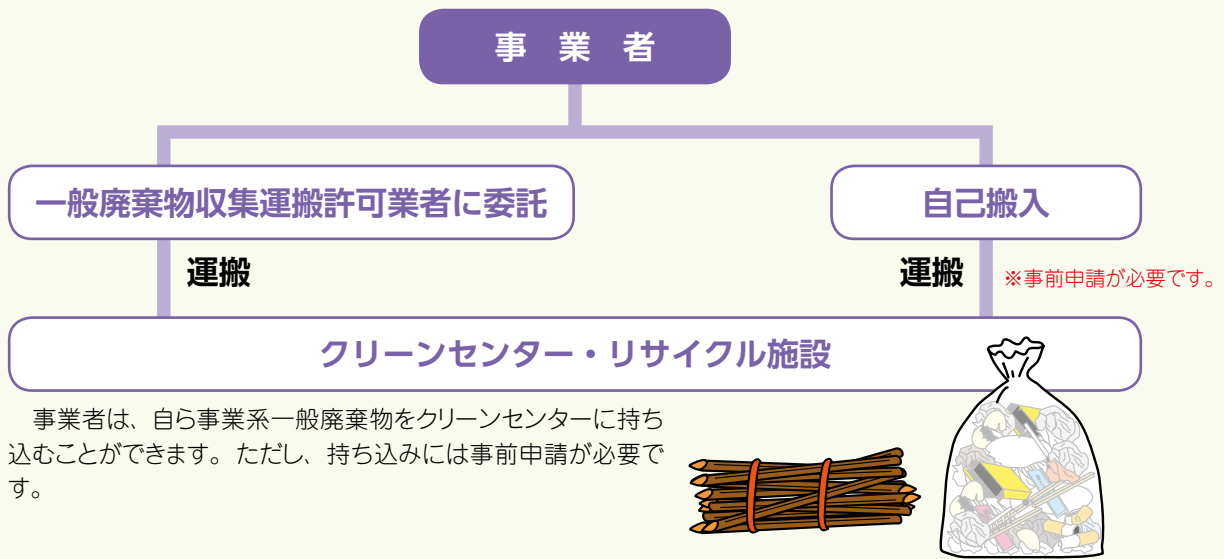 事業者
一般廃棄物収集運搬許可業者に委託
自己搬入
運搬
運搬
※事前申請が必要です。
クリーンセンター・リサイクル施設
事業者は、自ら事業系一般廃棄物をクリーンセンターに持ち
込むことができます。ただし、持ち込みには事前申請が必要で
す。